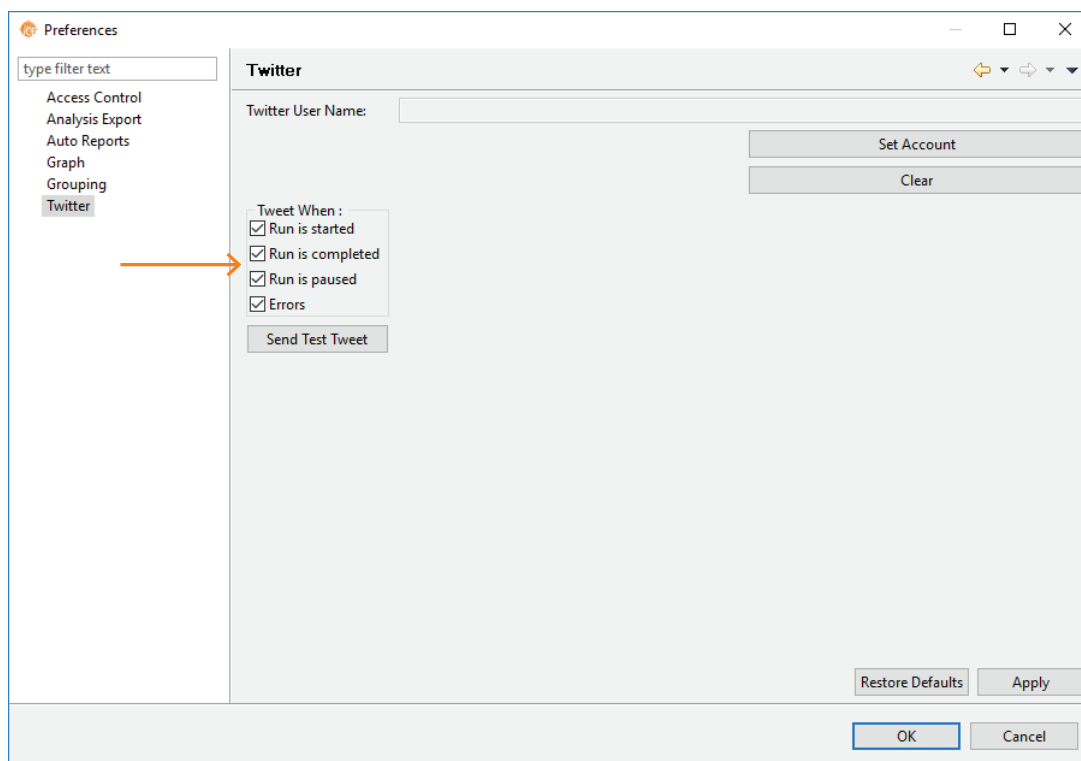 Preferences
type filter text
Access Control
Analysis Export
Auto Reports
Graph
Grouping
Twitter
Twitter
Twitter User Name:
Set Account
Clear
Tweet When :
Run is started
Run is completed
Run is paused
Errors
Send Test Tweet
Restore Defaults
Apply
OK
Cancel